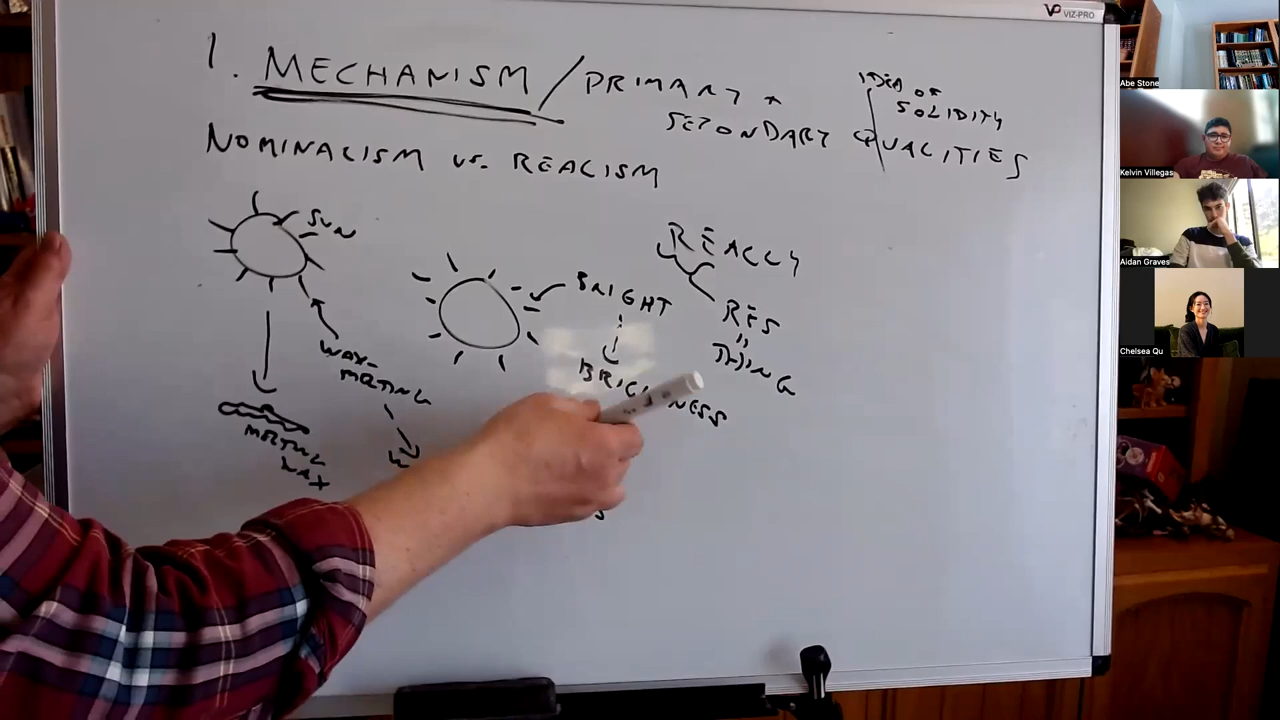 VIZ-PRO
1. MECHANISM / PRIMARY +
SECONDARY QUALITIES
IDEA OF
SOLIDITY
NOMINALISM vs. REALISM
SUN
WAX-
MELTING
MELTING
WAX
BRIGHT
BRIGHTNESS
REALLY
RES
"
THING
Abe Stone
Kelvin Villegas
Aidan Graves
Chelsea Qu